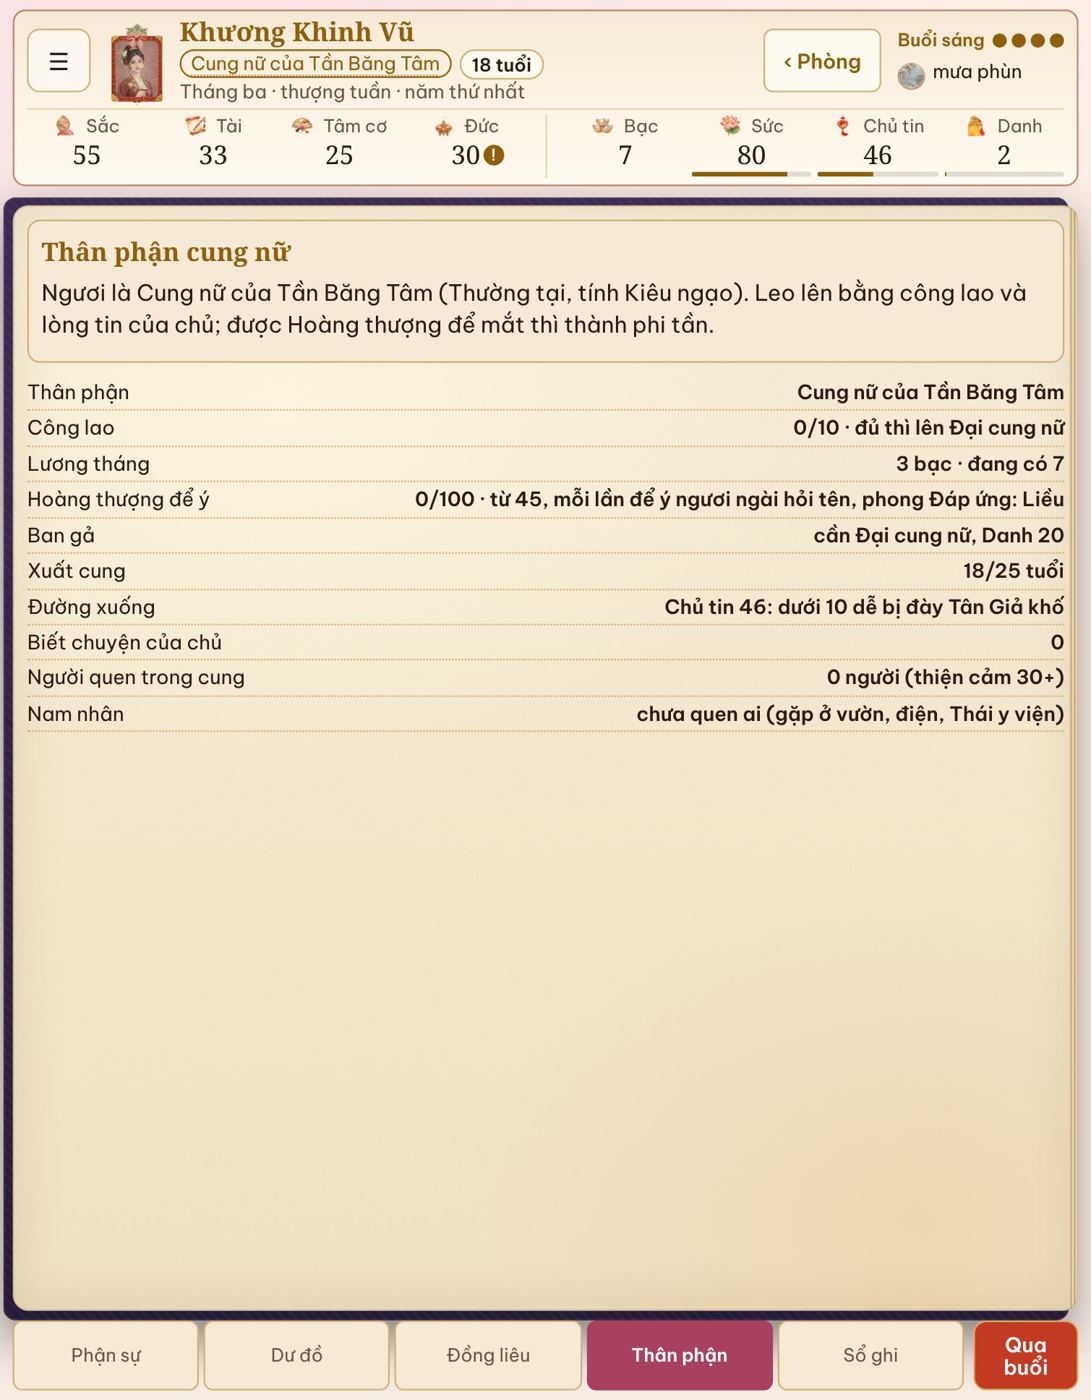 ☰
Khương Khinh Vũ
Cung nữ của Tần Băng Tâm
18 tuổi
Tháng ba · thượng tuần · năm thứ nhất
‹ Phòng
Buổi sáng
mưa phùn
Sắc
55
Tài
33
Tâm cơ
25
Đức
30 !
Bạc
7
Sức
80
Chủ tin
46
Danh
2
Thân phận cung nữ
Ngươi là Cung nữ của Tần Băng Tâm (Thường tại, tính Kiêu ngạo). Leo lên bằng công lao và
lòng tin của chủ; được Hoàng thượng để mắt thì thành phi tần.
Thân phận Cung nữ của Tần Băng Tâm
Công lao 0/10 · đủ thì lên Đại cung nữ
Lương tháng 3 bạc · đang có 7
Hoàng thượng để ý 0/100 · từ 45, mỗi lần để ý ngươi ngài hỏi tên, phong Đáp ứng: Liều
Ban gả cần Đại cung nữ, Danh 20
Xuất cung 18/25 tuổi
Đường xuống Chủ tin 46: dưới 10 dễ bị đày Tân Giả khố
Biết chuyện của chủ 0
Người quen trong cung 0 người (thiện cảm 30+)
Nam nhân chưa quen ai (gặp ở vườn, điện, Thái y viện)
Phận sự
Dư đồ
Đồng liêu
Thân phận
Sổ ghi
Qua
buổi